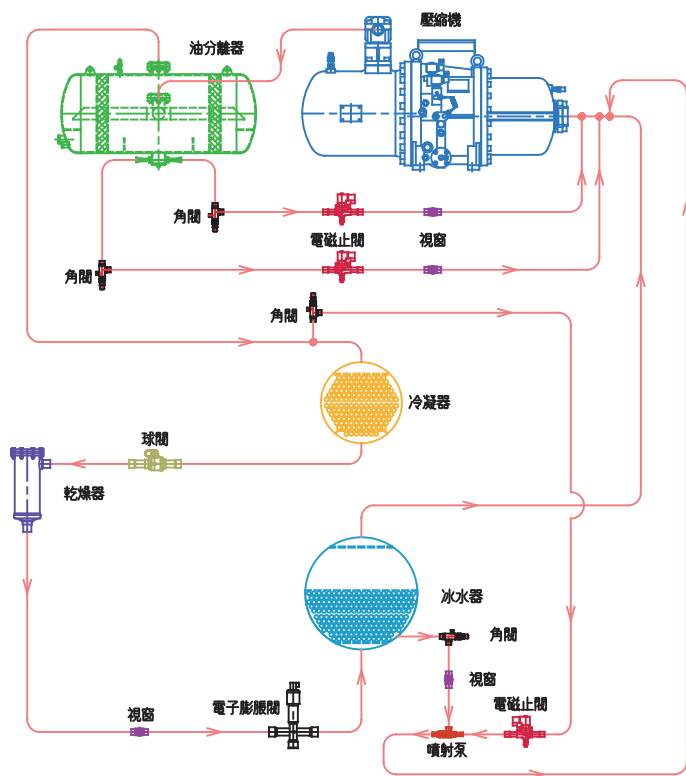 壓縮機
油分離器
角閥
電磁止閥
視窗
角閥
角閥
冷凝器
球閥
乾燥器
冰水器
角閥
視窗
電子膨脹閥
視窗
電磁止閥
噴射泵